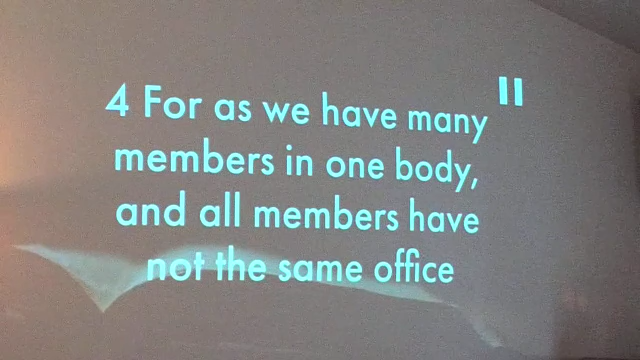 4 For as we have many "
members in one body,
and all members have
not the same office